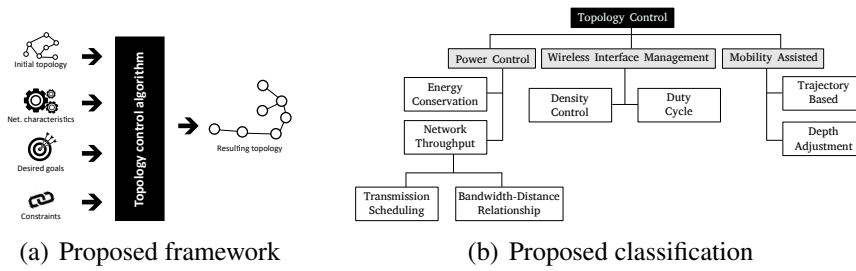 Initial topology
Net. characteristics
Desired goals
Constraints
Topology control algorithm
Resulting topology
(a) Proposed framework
Topology Control
Power Control
Wireless Interface Management
Mobility Assisted
Energy
Conservation
Network
Throughput
Transmission
Scheduling
Bandwidth-Distance
Relationship
Density
Control
Duty
Cycle
Trajectory
Based
Depth
Adjustment
(b) Proposed classification